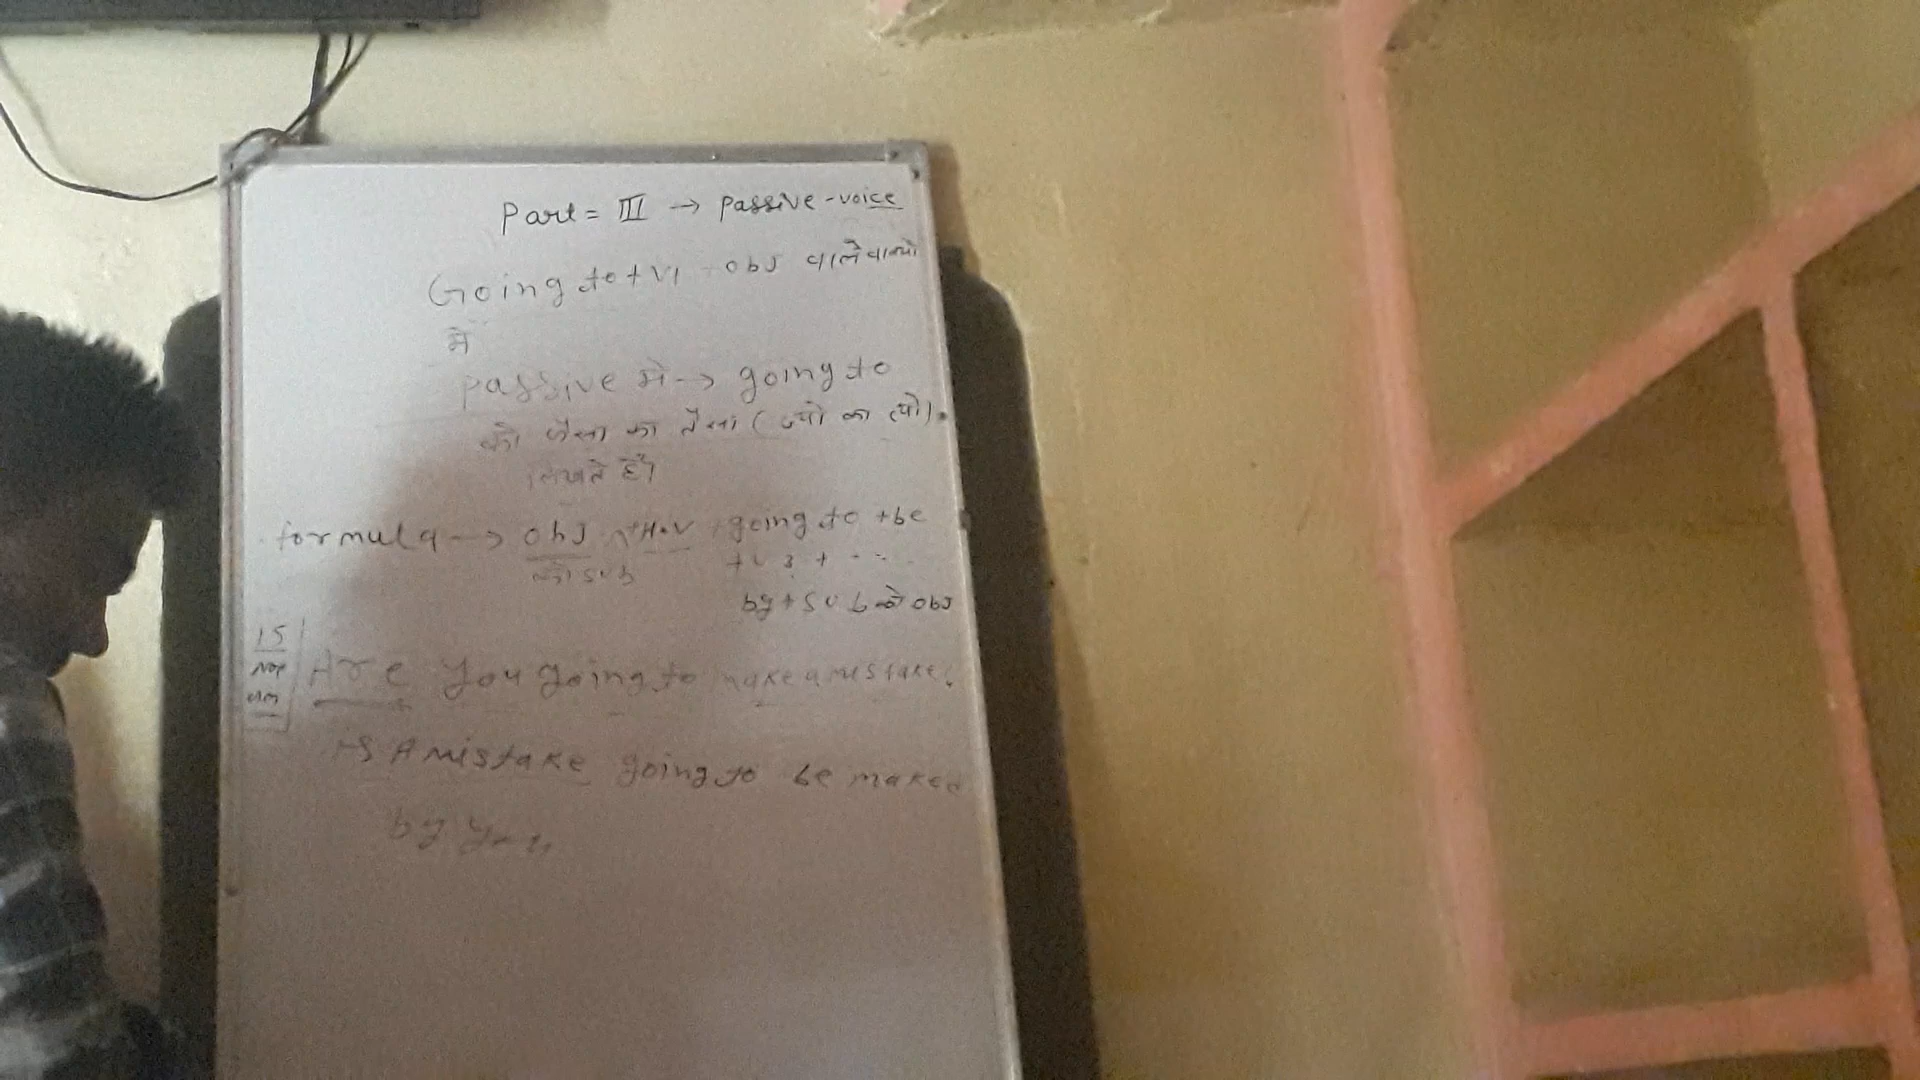 Part = III → Passive-voice
Going to + V1 + obj वाले वाक्यो
मे
passive मे → going to
को जैसा का तैसा (ज्यो का त्यो)
लिखते है।
formula → obj + H.V + going to + be
को sub + v3 + ...
by + sub को obj
15
Are you going to make a mistake?
is A mistake going to be maked
by you